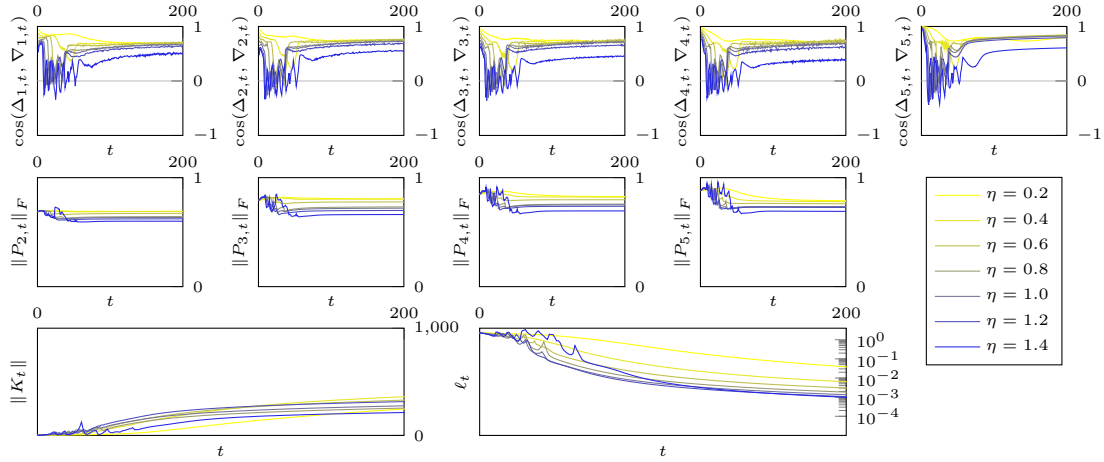 0 200 0 200 0 200 0 200 0 200
cos(Δ1,t, ∇1,t) 1 0 −1 cos(Δ2,t, ∇2,t) 1 0 −1 cos(Δ3,t, ∇3,t) 1 0 −1 cos(Δ4,t, ∇4,t) 1 0 −1 cos(Δ5,t, ∇5,t) 1 0 −1
t t t t t
0 200 0 200 0 200 0 200
∥P2,t∥F 1 0 ∥P3,t∥F 1 0 ∥P4,t∥F 1 0 ∥P5,t∥F 1 0
t t t t
η = 0.2
η = 0.4
η = 0.6
η = 0.8
η = 1.0
η = 1.2
η = 1.4
0 200 0 200
∥Kt∥ 1,000 0 ℓt 10^0 10^−1 10^−2 10^−3 10^−4
t t